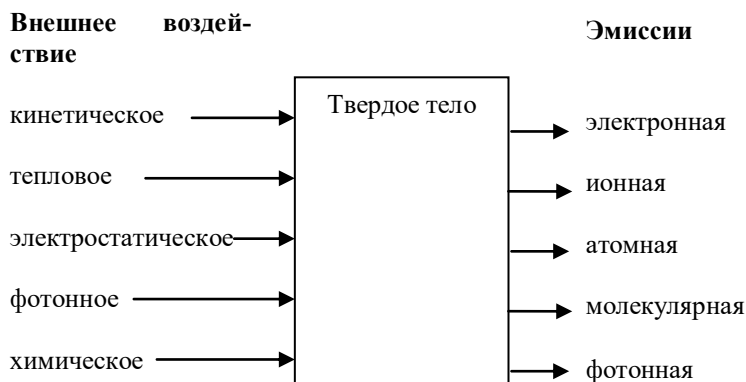 Внешнее воздей-
ствие
Эмиссии
Твердое тело
кинетическое
тепловое
электростатическое
фотонное
химическое
электронная
ионная
атомная
молекулярная
фотонная